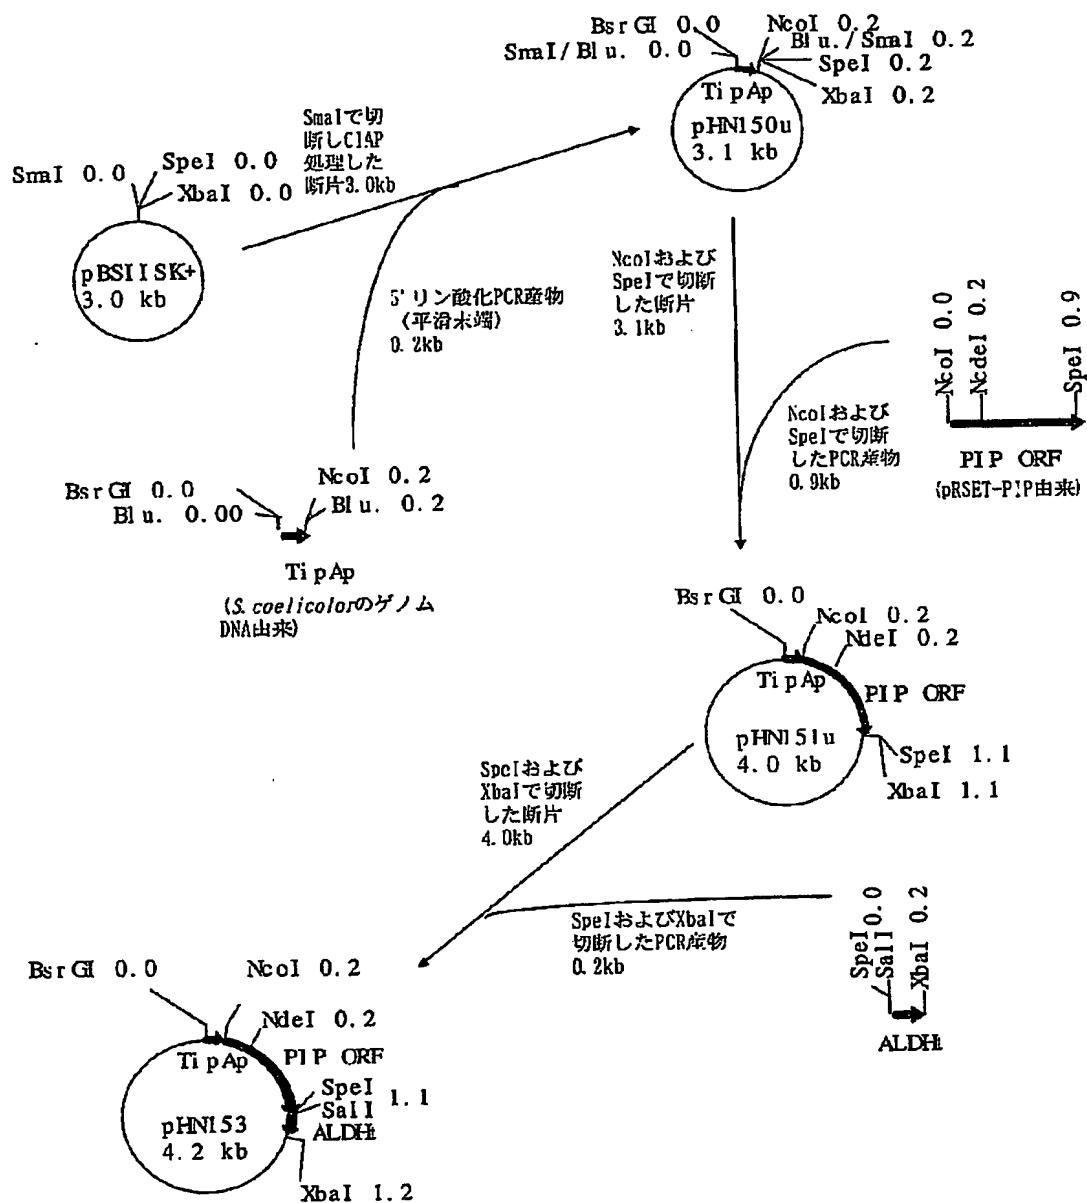 BsrGI 0.0
NcoI 0.2
SmaI/Blu. 0.0
Blu./SmaI 0.2
SpeI 0.2
XbaI 0.2
TipAp
pHN150u
3.1 kb
SmaIで切
断しCIAP
処理した
断片3.0kb
SmaI 0.0
SpeI 0.0
XbaI 0.0
pBSIISK+
3.0 kb
5'リン酸化PCR産物
(平滑末端)
0.2kb
NcoIおよび
SpeIで切断
した断片
3.1kb
NcoI 0.0
NcdeI 0.2
SpeI 0.9
PIP ORF
(pRSET-PIP由来)
NcoIおよび
SpeIで切断
したPCR産物
0.9kb
BsrGI 0.0
Blu. 0.00
NcoI 0.2
Blu. 0.2
TipAp
(S. coelicolorのゲノム
DNA由来)
BsrGI 0.0
NcoI 0.2
NdeI 0.2
TipAp
PIP ORF
pHN151u
4.0 kb
SpeI 1.1
XbaI 1.1
SpeIおよび
XbaIで切断
した断片
4.0kb
SpeIおよびXbaIで
切断したPCR産物
0.2kb
SpeI 0.0
SalI
XbaI 0.2
ALDHt
BsrGI 0.0
NcoI 0.2
NdeI 0.2
TipAp
PIP ORF
SpeI
SalI 1.1
ALDHt
pHN153
4.2 kb
XbaI 1.2